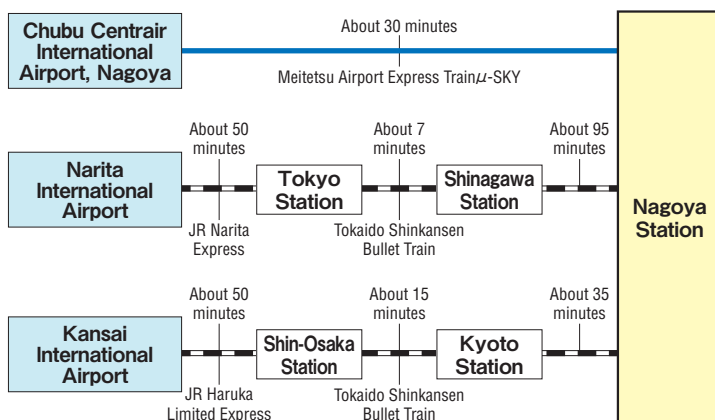 Chubu Centrair
International
Airport, Nagoya
About 30 minutes
Meitetsu Airport Express Trainμ-SKY
Narita
International
Airport
About 50
minutes
JR Narita
Express
Tokyo
Station
About 7
minutes
Tokaido Shinkansen
Bullet Train
Shinagawa
Station
About 95
minutes
Kansai
International
Airport
About 50
minutes
JR Haruka
Limited Express
Shin-Osaka
Station
About 15
minutes
Tokaido Shinkansen
Bullet Train
Kyoto
Station
About 35
minutes
Nagoya
Station